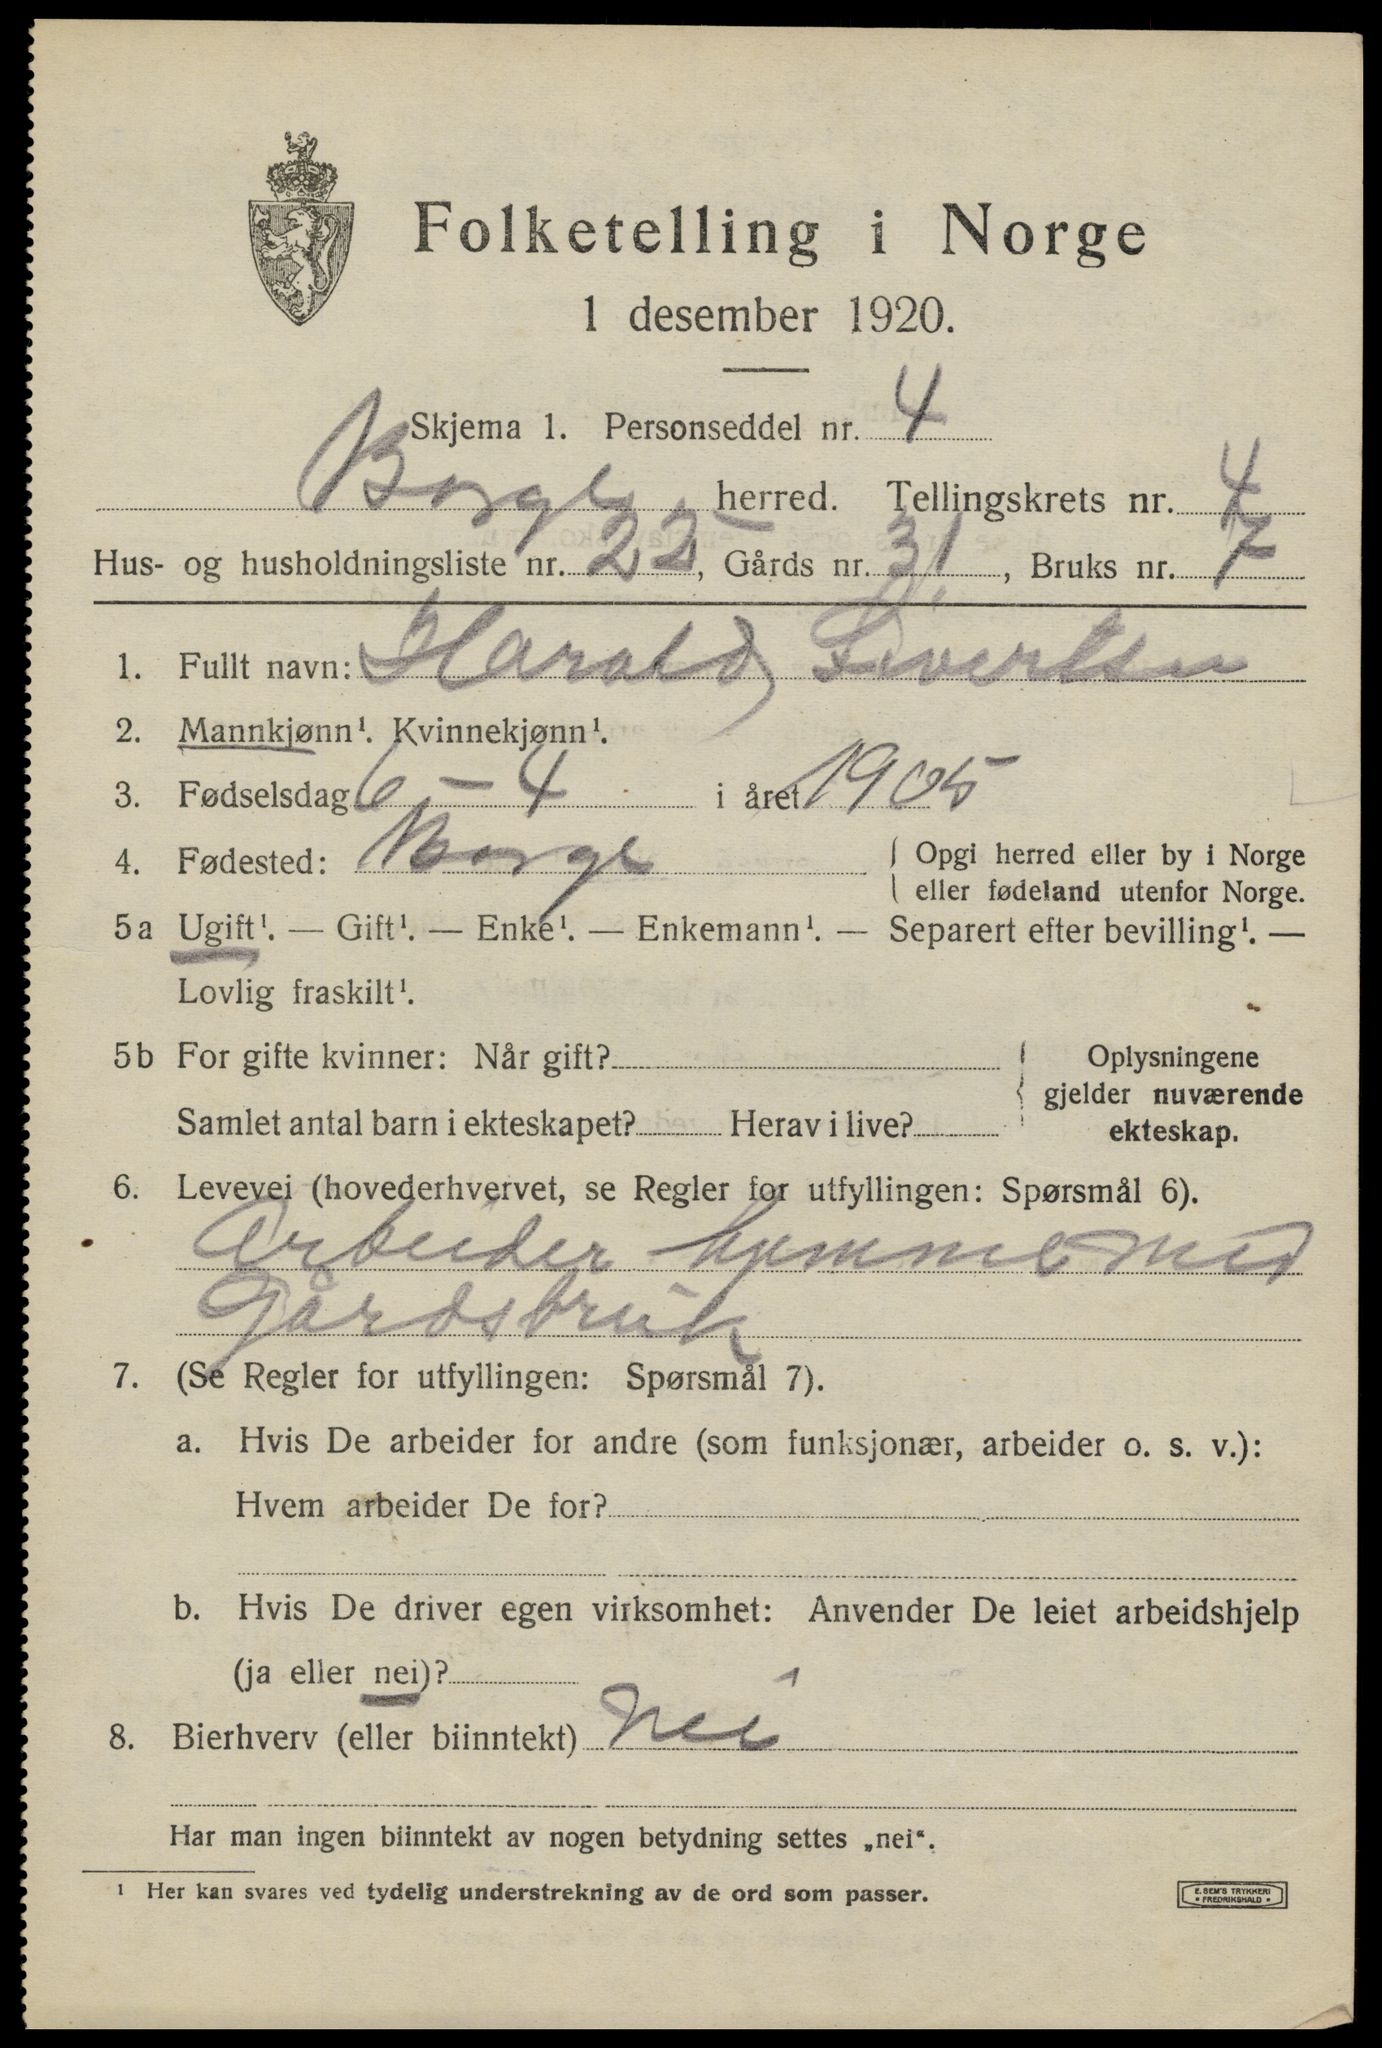 Folketelling i Norge
1 desember 1920.
Skjema 1. Personseddel nr. 4
Borge herred. Tellingskrets nr. 4
Hus- og husholdningsliste nr. 22, Gårds nr. 31, Bruks nr. 7
1. Fullt navn: Harald Sivertsen
2. Mannkjønn¹. Kvinnekjønn¹.
3. Fødselsdag 6 - 4 i året 1905
4. Fødested: Borge { Opgi herred eller by i Norge
eller fødeland utenfor Norge.
5a Ugift¹. — Gift¹. — Enke¹. — Enkemann¹. — Separert efter bevilling¹. —
Lovlig fraskilt¹.
5b For gifte kvinner: Når gift? { Oplysningene
gjelder nuværende
Samlet antal barn i ekteskapet? Herav i live? ekteskap.
6. Levevei (hovederhvervet, se Regler for utfyllingen: Spørsmål 6).
Arbeider hjemme med
Gårdsbruk
7. (Se Regler for utfyllingen: Spørsmål 7).
a. Hvis De arbeider for andre (som funksjonær, arbeider o. s. v.):
Hvem arbeider De for?
b. Hvis De driver egen virksomhet: Anvender De leiet arbeidshjelp
(ja eller nei)?
8. Bierhverv (eller biinntekt) Nei
Har man ingen biinntekt av nogen betydning settes „nei“.
¹ Her kan svares ved tydelig understrekning av de ord som passer.
E. SEM'S TRYKKERI
• FREDRIKSHALD •